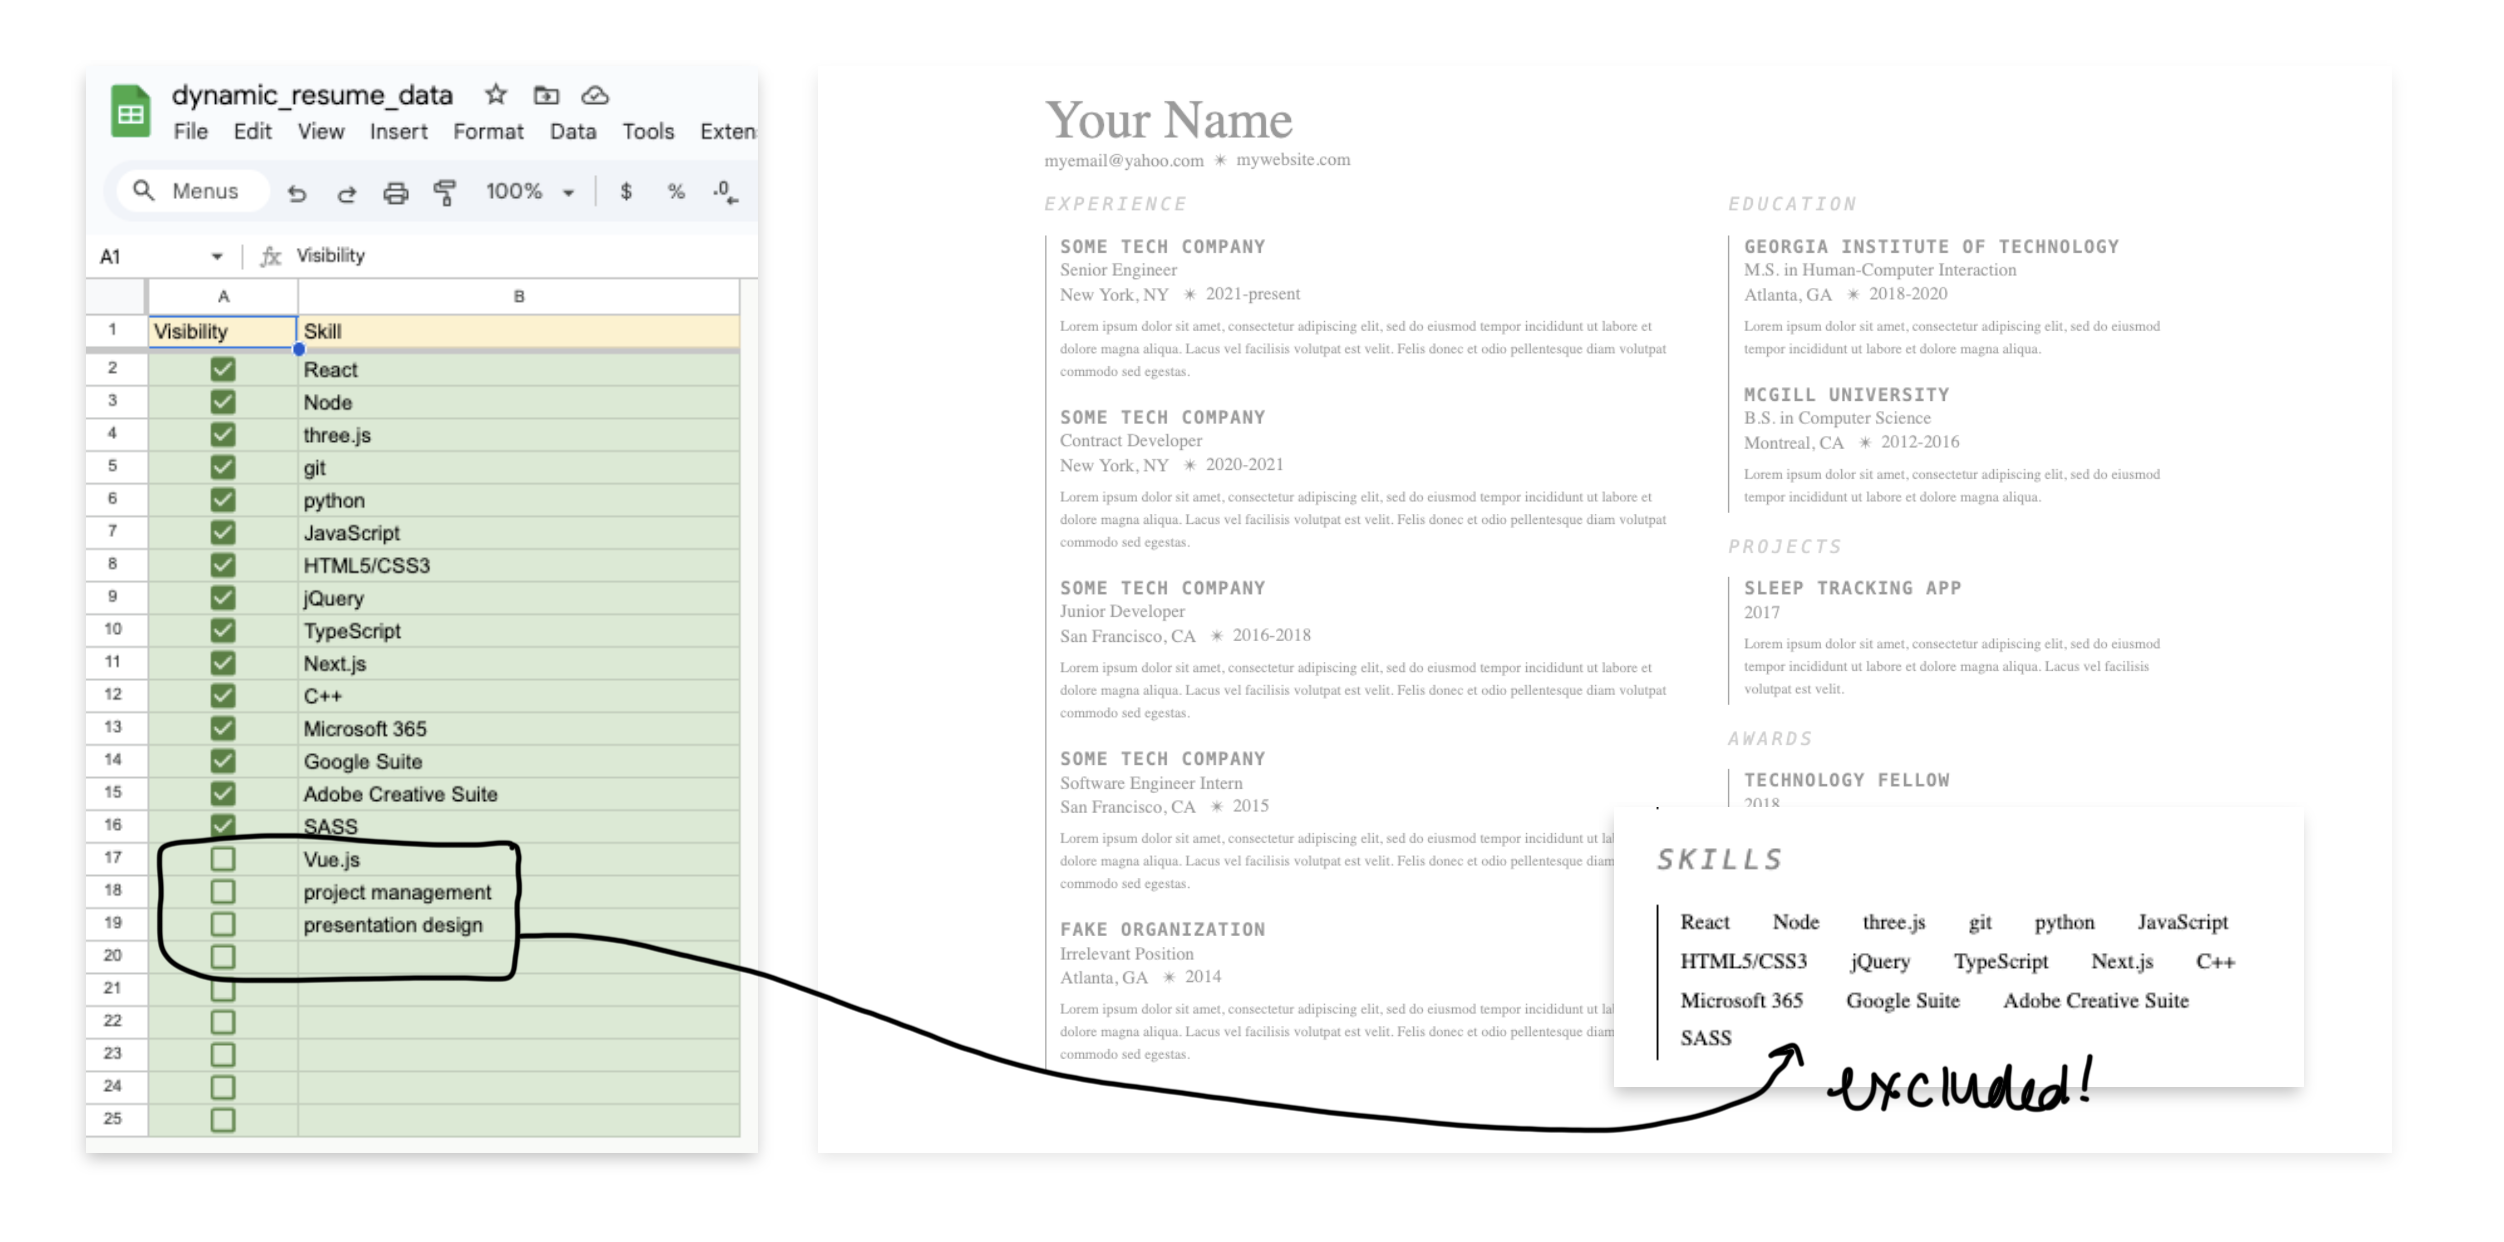 dynamic_resume_data
File Edit View Insert Format Data Tools Exten
Menus 100% $ % .0
A1 fx Visibility
A B
1 Visibility Skill
2 React
3 Node
4 three.js
5 git
6 python
7 JavaScript
8 HTML5/CSS3
9 jQuery
10 TypeScript
11 Next.js
12 C++
13 Microsoft 365
14 Google Suite
15 Adobe Creative Suite
16 SASS
17 Vue.js
18 project management
19 presentation design
20
21
22
23
24
25
Your Name
myemail@yahoo.com ✴ mywebsite.com
EXPERIENCE
SOME TECH COMPANY
Senior Engineer
New York, NY ✴ 2021-present
Lorem ipsum dolor sit amet, consectetur adipiscing elit, sed do eiusmod tempor incididunt ut labore et
dolore magna aliqua. Lacus vel facilisis volutpat est velit. Felis donec et odio pellentesque diam volutpat
commodo sed egestas.
SOME TECH COMPANY
Contract Developer
New York, NY ✴ 2020-2021
Lorem ipsum dolor sit amet, consectetur adipiscing elit, sed do eiusmod tempor incididunt ut labore et
dolore magna aliqua. Lacus vel facilisis volutpat est velit. Felis donec et odio pellentesque diam volutpat
commodo sed egestas.
SOME TECH COMPANY
Junior Developer
San Francisco, CA ✴ 2016-2018
Lorem ipsum dolor sit amet, consectetur adipiscing elit, sed do eiusmod tempor incididunt ut labore et
dolore magna aliqua. Lacus vel facilisis volutpat est velit. Felis donec et odio pellentesque diam volutpat
commodo sed egestas.
SOME TECH COMPANY
Software Engineer Intern
San Francisco, CA ✴ 2015
Lorem ipsum dolor sit amet, consectetur adipiscing elit, sed do eiusmod tempor incididunt ut
dolore magna aliqua. Lacus vel facilisis volutpat est velit. Felis donec et odio pellentesque diam
commodo sed egestas.
FAKE ORGANIZATION
Irrelevant Position
Atlanta, GA ✴ 2014
Lorem ipsum dolor sit amet, consectetur adipiscing elit, sed do eiusmod tempor incididunt ut
dolore magna aliqua. Lacus vel facilisis volutpat est velit. Felis donec et odio pellentesque diam
commodo sed egestas.
EDUCATION
GEORGIA INSTITUTE OF TECHNOLOGY
M.S. in Human-Computer Interaction
Atlanta, GA ✴ 2018-2020
Lorem ipsum dolor sit amet, consectetur adipiscing elit, sed do eiusmod
tempor incididunt ut labore et dolore magna aliqua.
MCGILL UNIVERSITY
B.S. in Computer Science
Montreal, CA ✴ 2012-2016
Lorem ipsum dolor sit amet, consectetur adipiscing elit, sed do eiusmod
tempor incididunt ut labore et dolore magna aliqua.
PROJECTS
SLEEP TRACKING APP
2017
Lorem ipsum dolor sit amet, consectetur adipiscing elit, sed do eiusmod
tempor incididunt ut labore et dolore magna aliqua. Lacus vel facilisis
volutpat est velit.
AWARDS
TECHNOLOGY FELLOW
2018
SKILLS
React Node three.js git python JavaScript
HTML5/CSS3 jQuery TypeScript Next.js C++
Microsoft 365 Google Suite Adobe Creative Suite
SASS
excluded!